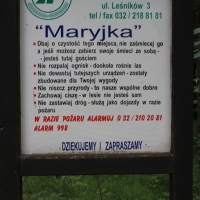 ul. Leśników 3
tel / fax 032 / 218 81 81
“Maryjka”
• Dbaj o czystość tego miejsca, nie zaśmiecaj go
a jeśli możesz zabierz swoje śmieci ze sobą -
- jesteś tutaj gościem
• Nie rozpalaj ognisk - dookoła rośnie las
• Nie dewastuj tutejszych urządzeń - zostały
zbudowane dla Twojej wygody
• Nie niszcz przyrody - to nasze wspólne dobro
• Zachowaj ciszę - w lesie nie jesteś sam
• Nie zastawiaj dróg - służą jako dojazdy w razie
pożaru
W RAZIE POŻARU ALARMUJ 0 32 / 210 20 81
ALARM 998
DZIĘKUJEMY I ZAPRASZAMY